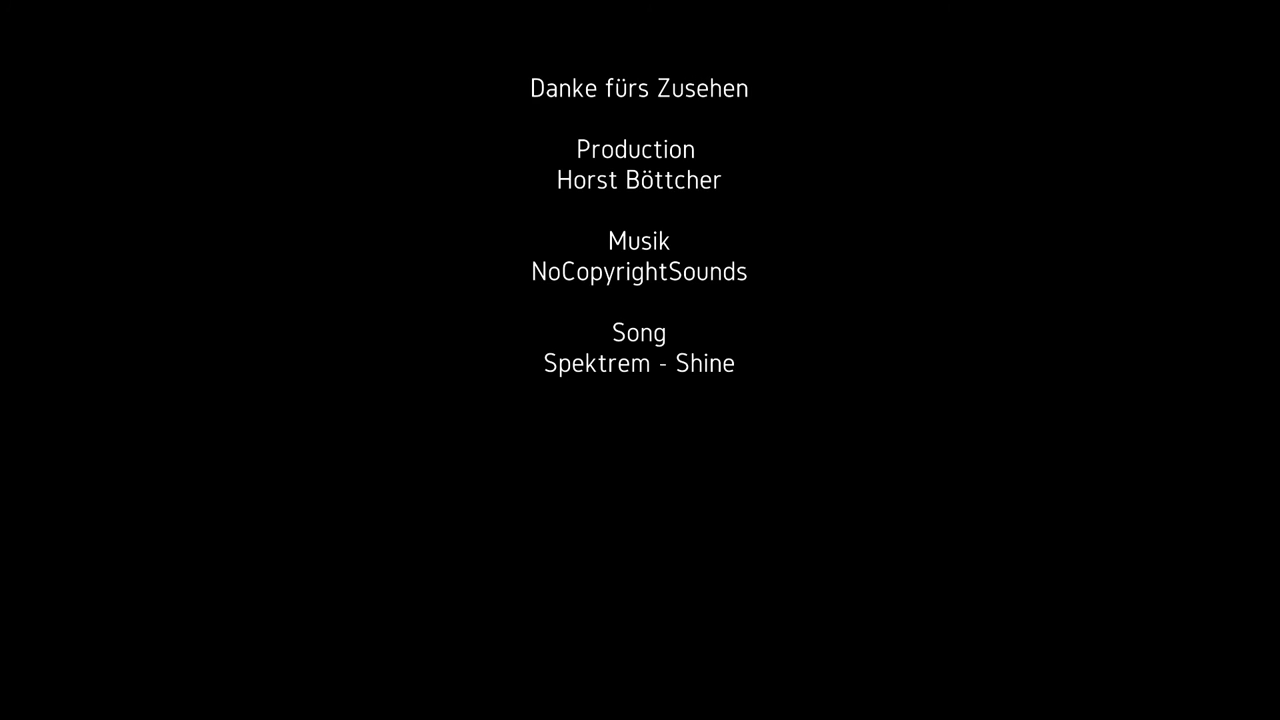 Danke fürs Zusehen
Production
Horst Böttcher
Musik
NoCopyrightSounds
Song
Spektrem - Shine